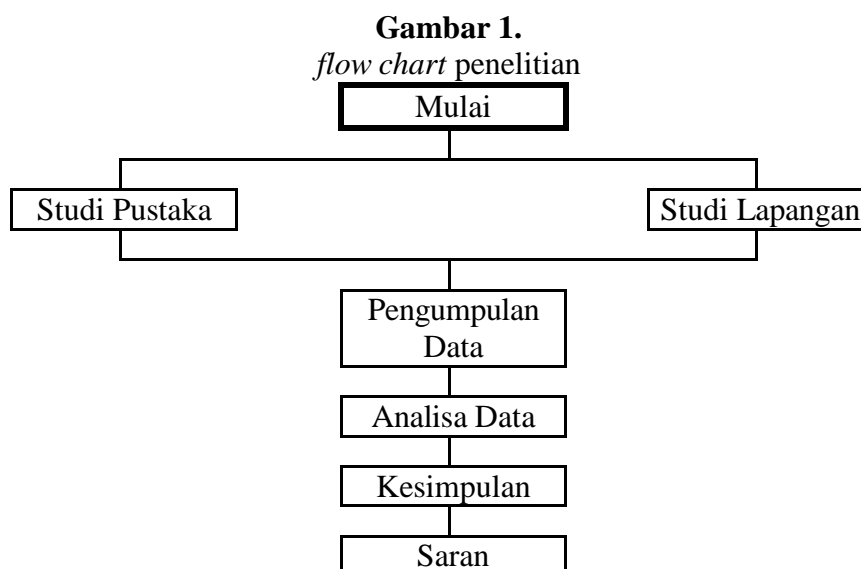 Gambar 1.
flow chart penelitian
Mulai
Studi Pustaka
Studi Lapangan
Pengumpulan
Data
Analisa Data
Kesimpulan
Saran